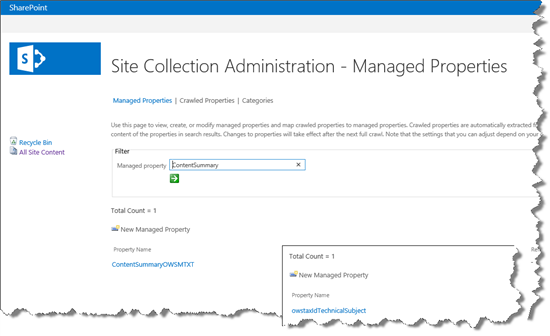 SharePoint
Site Collection Administration - Managed Properties
Managed Properties | Crawled Properties | Categories
Use this page to view, create, or modify managed properties and map crawled properties to managed properties. Crawled properties are automatically extracted f
content of the properties in search results. Changes to properties will take effect after the next full crawl. Note that the settings that you can adjust depend on your
Recycle Bin
All Site Content
Filter
Managed property ContentSummary
Total Count = 1
New Managed Property
Property Name
ContentSummaryOWSMTXT
Total Count = 1
New Managed Property
Property Name
owstaxIdTechnicalSubject